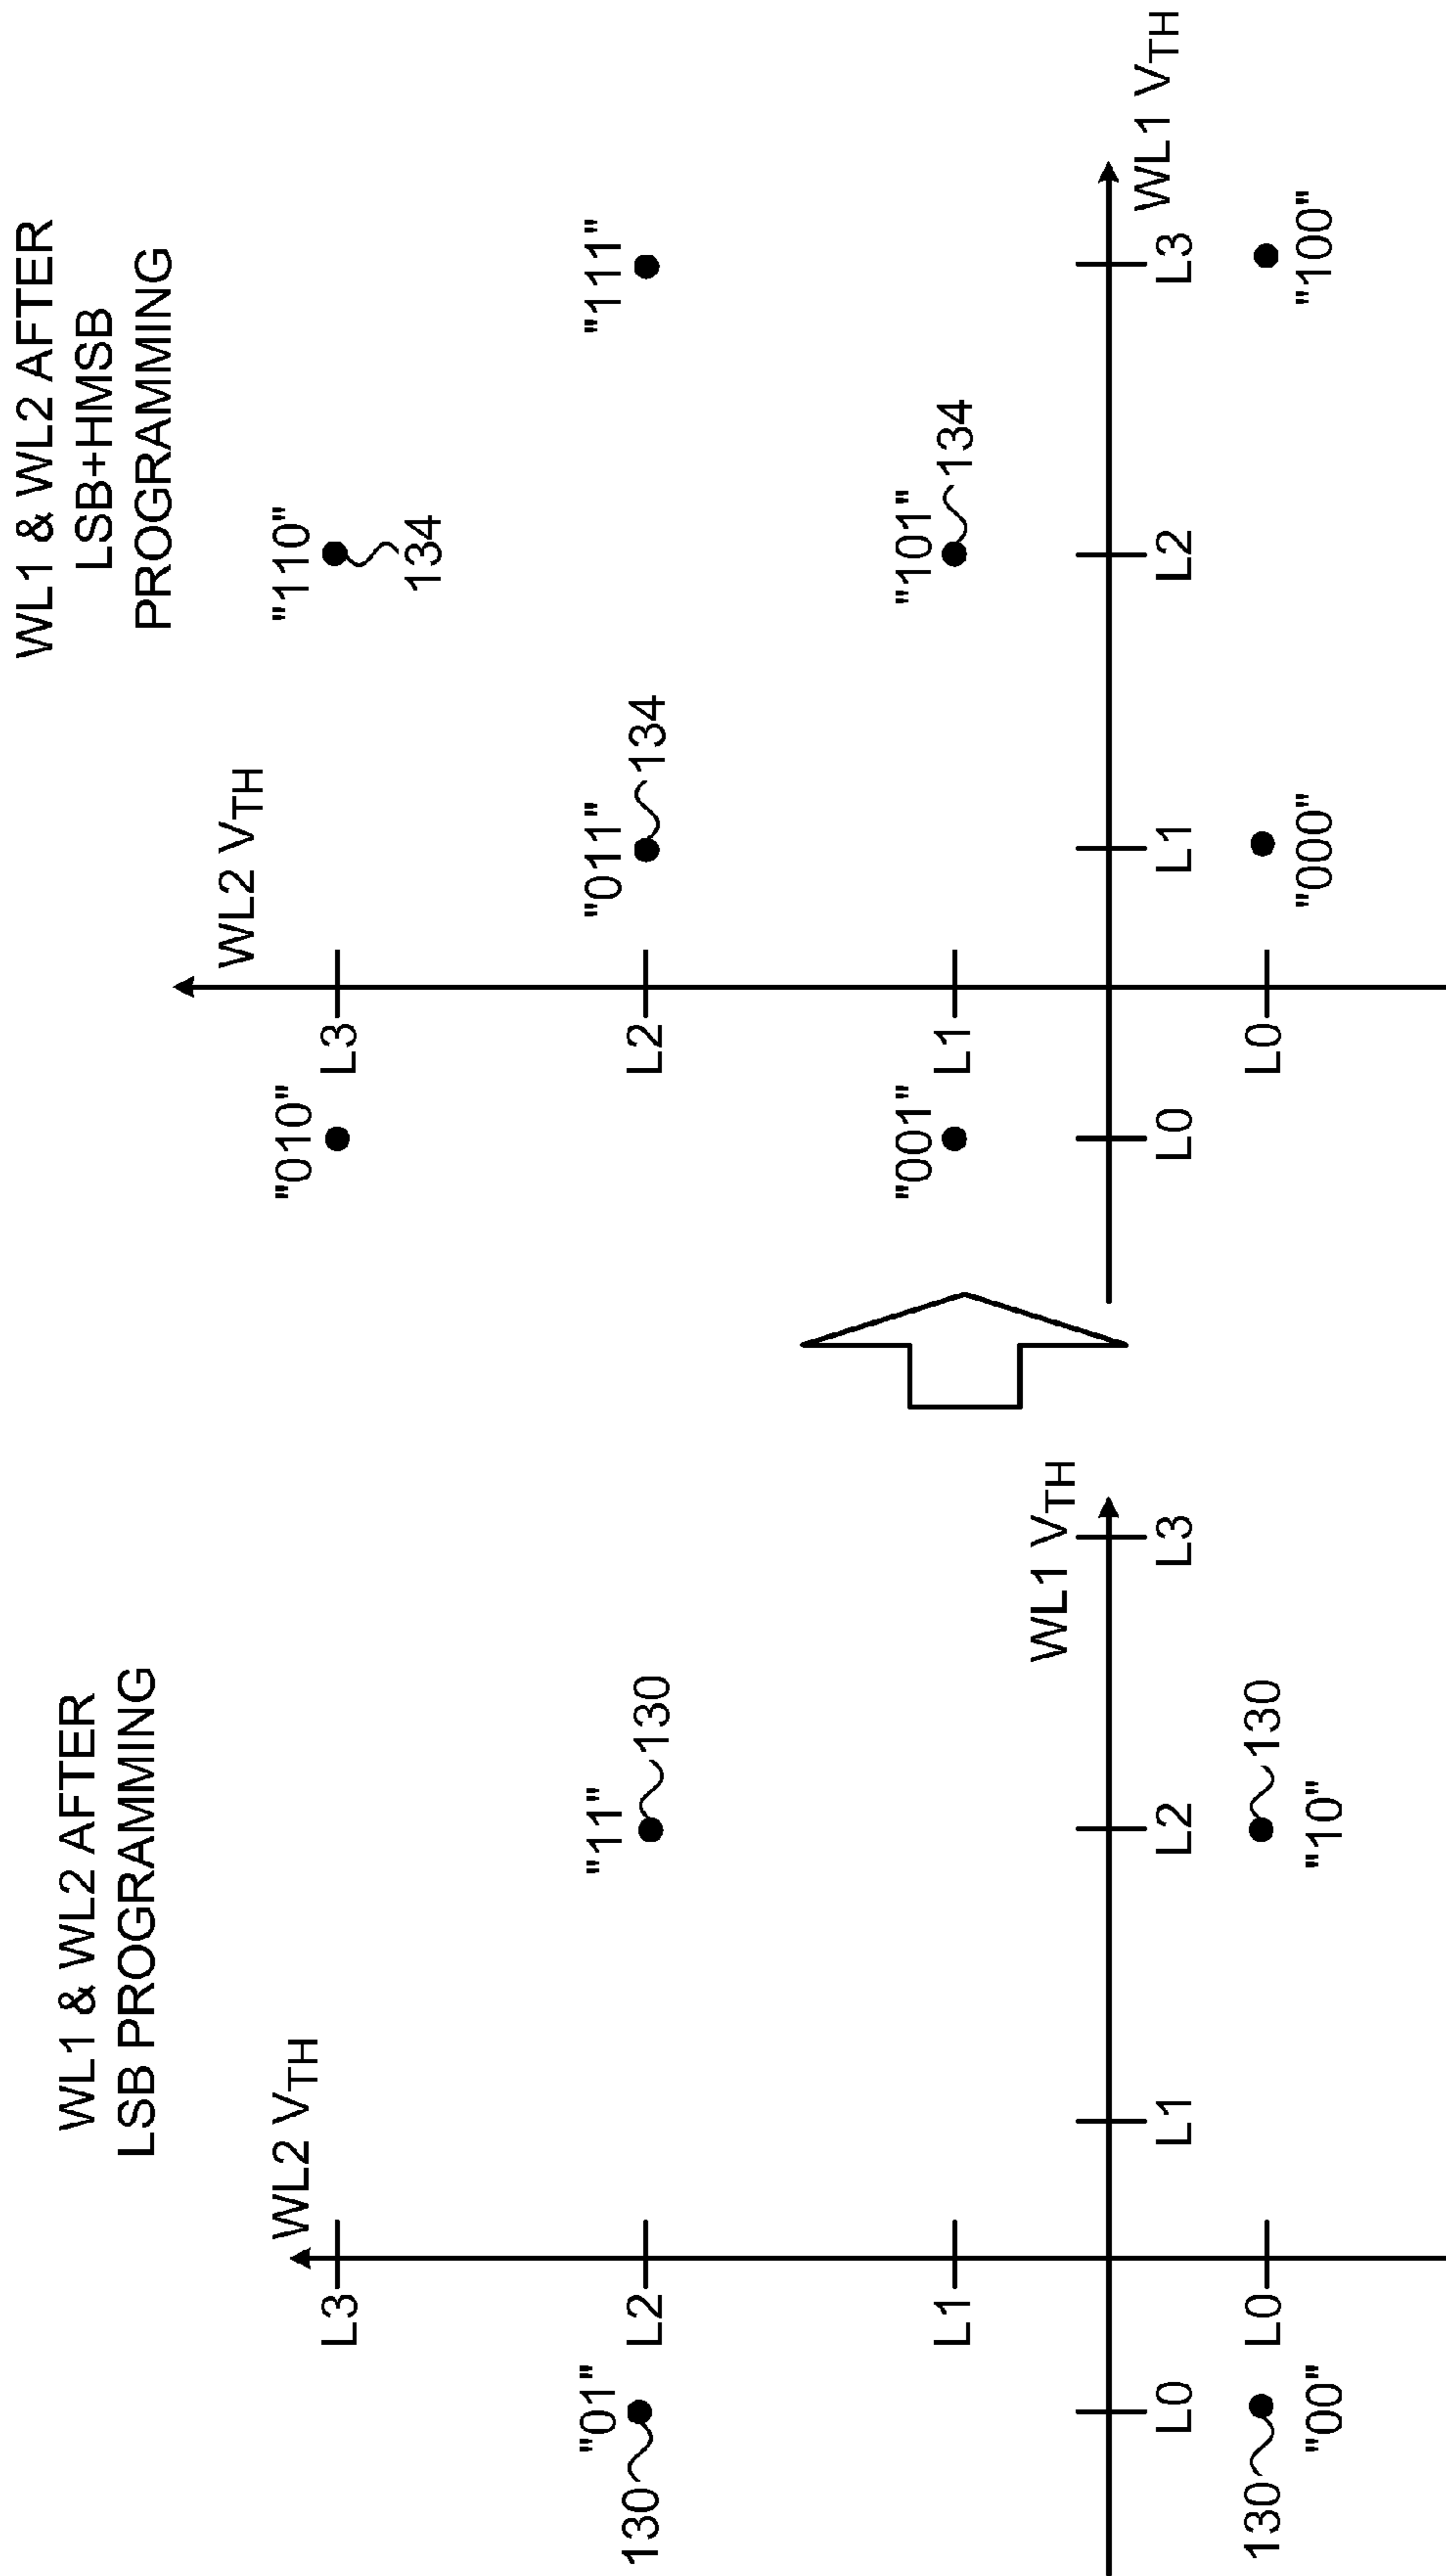 WL1 & WL2 AFTER
LSB PROGRAMMING
WL2 VTH
L3
"01"
130
L2
"11"
130
L1
WL1 VTH
L0
L1
L2
L3
130
"00"
L0
130
"10"
WL1 & WL2 AFTER
LSB+HMSB
PROGRAMMING
WL2 VTH
"010"
L3
"110"
134
L2
"011"
134
"111"
"001"
L1
"101"
134
WL1 VTH
L0
L1
L2
L3
L0
"000"
"100"